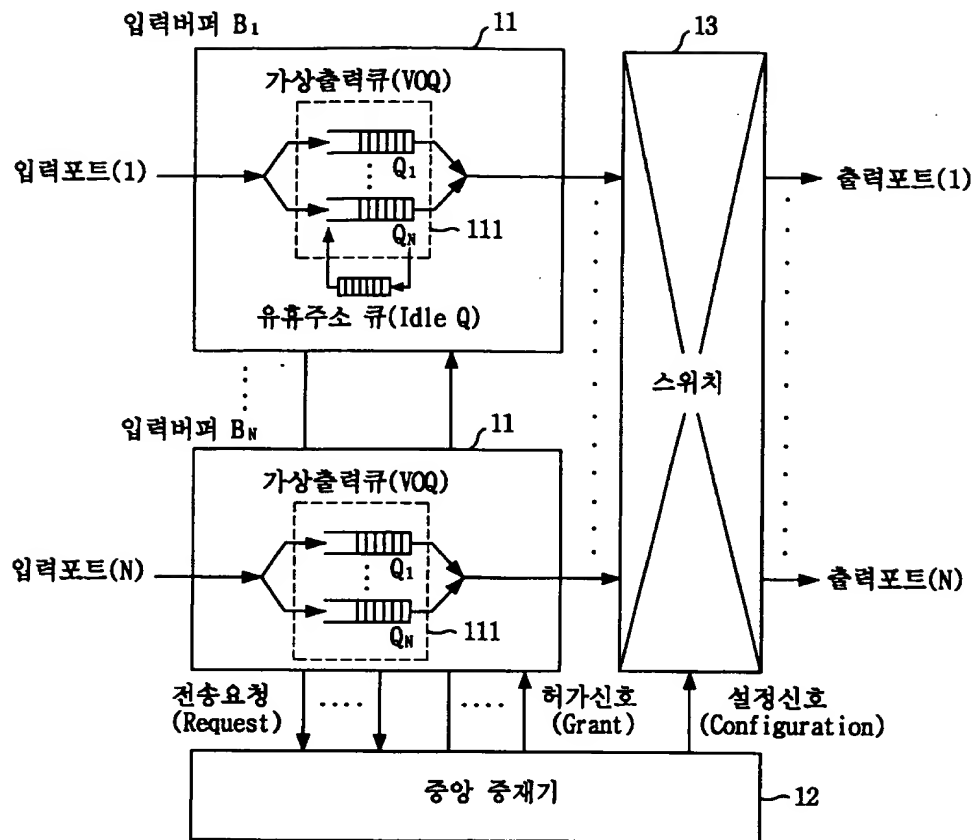 입력버퍼 B1
11
13
가상출력큐(VOQ)
입력포트(1)
Q1
QN
111
유휴주소 큐(Idle Q)
출력포트(1)
스위치
입력버퍼 BN
11
가상출력큐(VOQ)
입력포트(N)
Q1
QN
111
출력포트(N)
전송요청
(Request)
허가신호
(Grant)
설정신호
(Configuration)
중앙 중재기
12